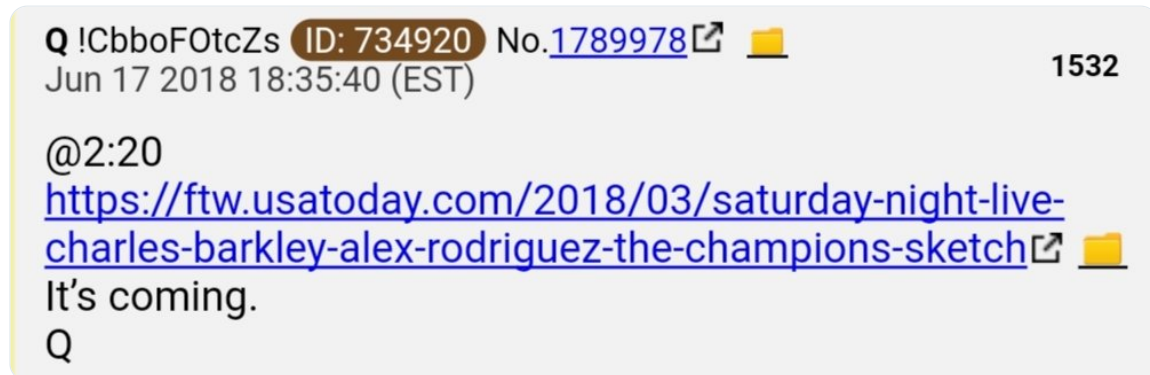 Q !CbboFOtcZs ID: 734920 No.1789978
1532
Jun 17 2018 18:35:40 (EST)
@2:20
https://ftw.usatoday.com/2018/03/saturday-night-live-
charles-barkley-alex-rodriguez-the-champions-sketch
It’s coming.
Q